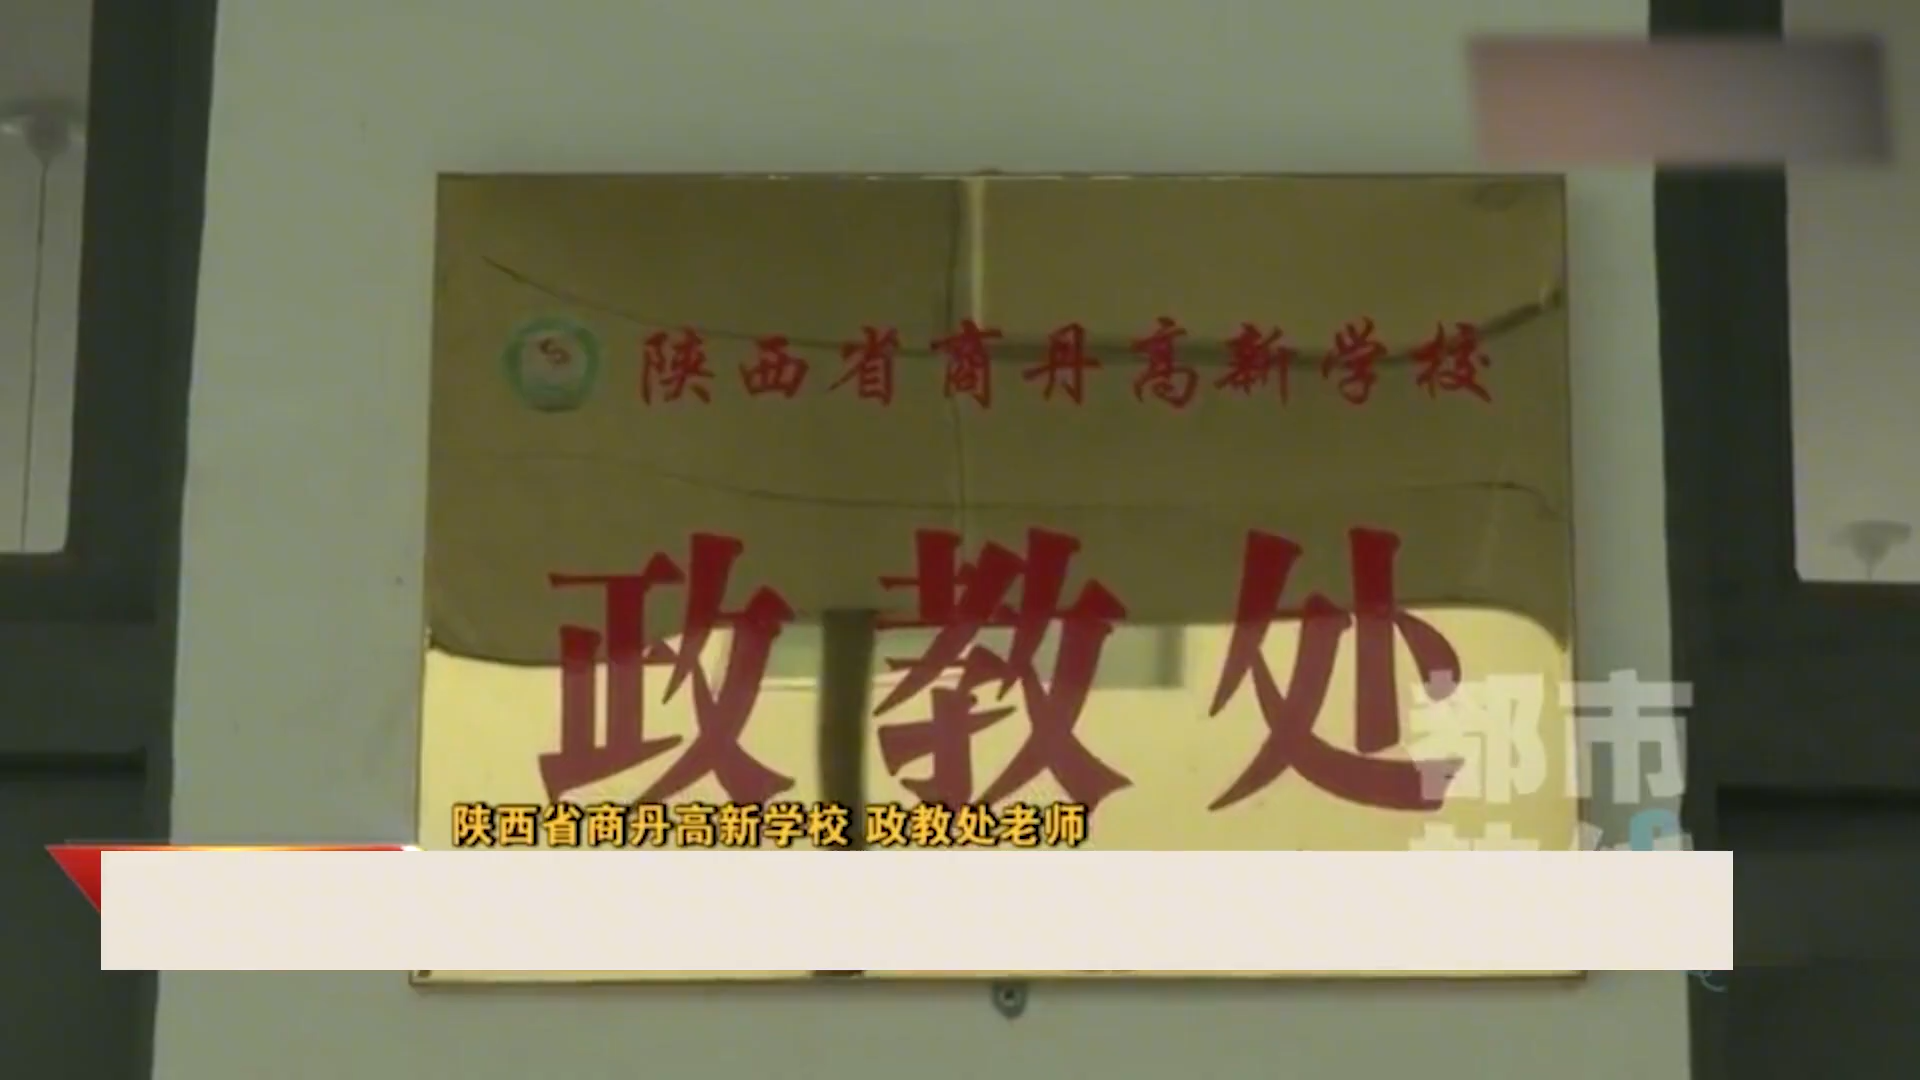 陕西省商丹高新学校
政教处
都市
陕西省商丹高新学校 政教处老师